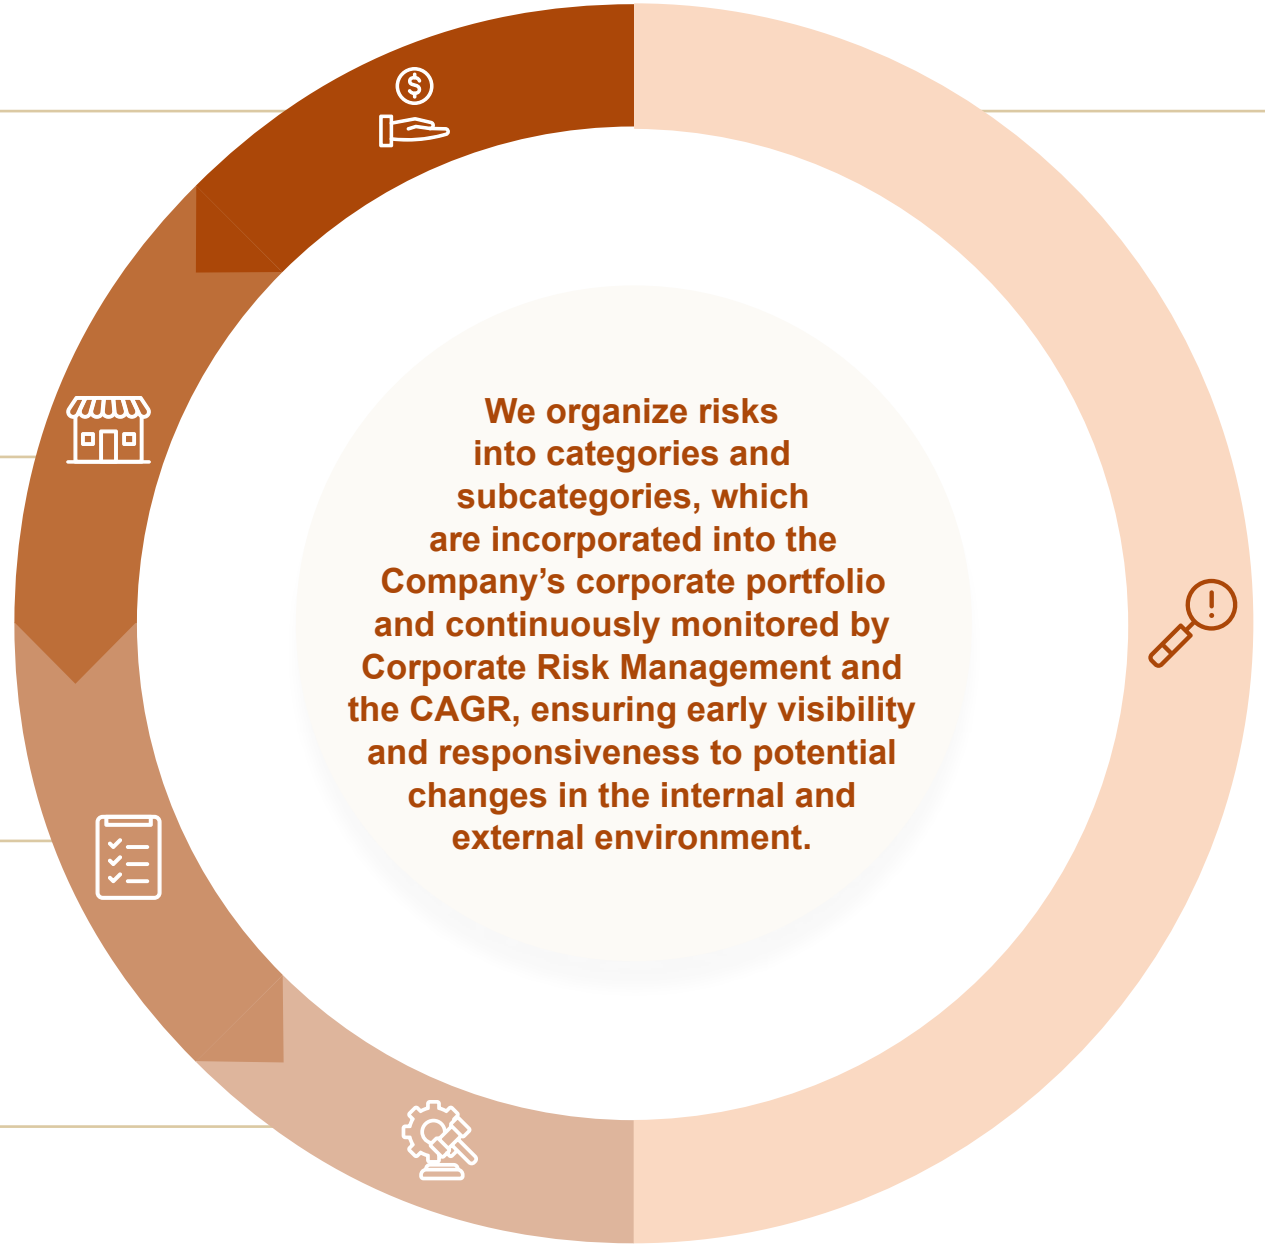 We organize risks
into categories and
subcategories, which
are incorporated into the
Company’s corporate portfolio
and continuously monitored by
Corporate Risk Management and
the CAGR, ensuring early visibility
and responsiveness to potential
changes in the internal and
external environment.